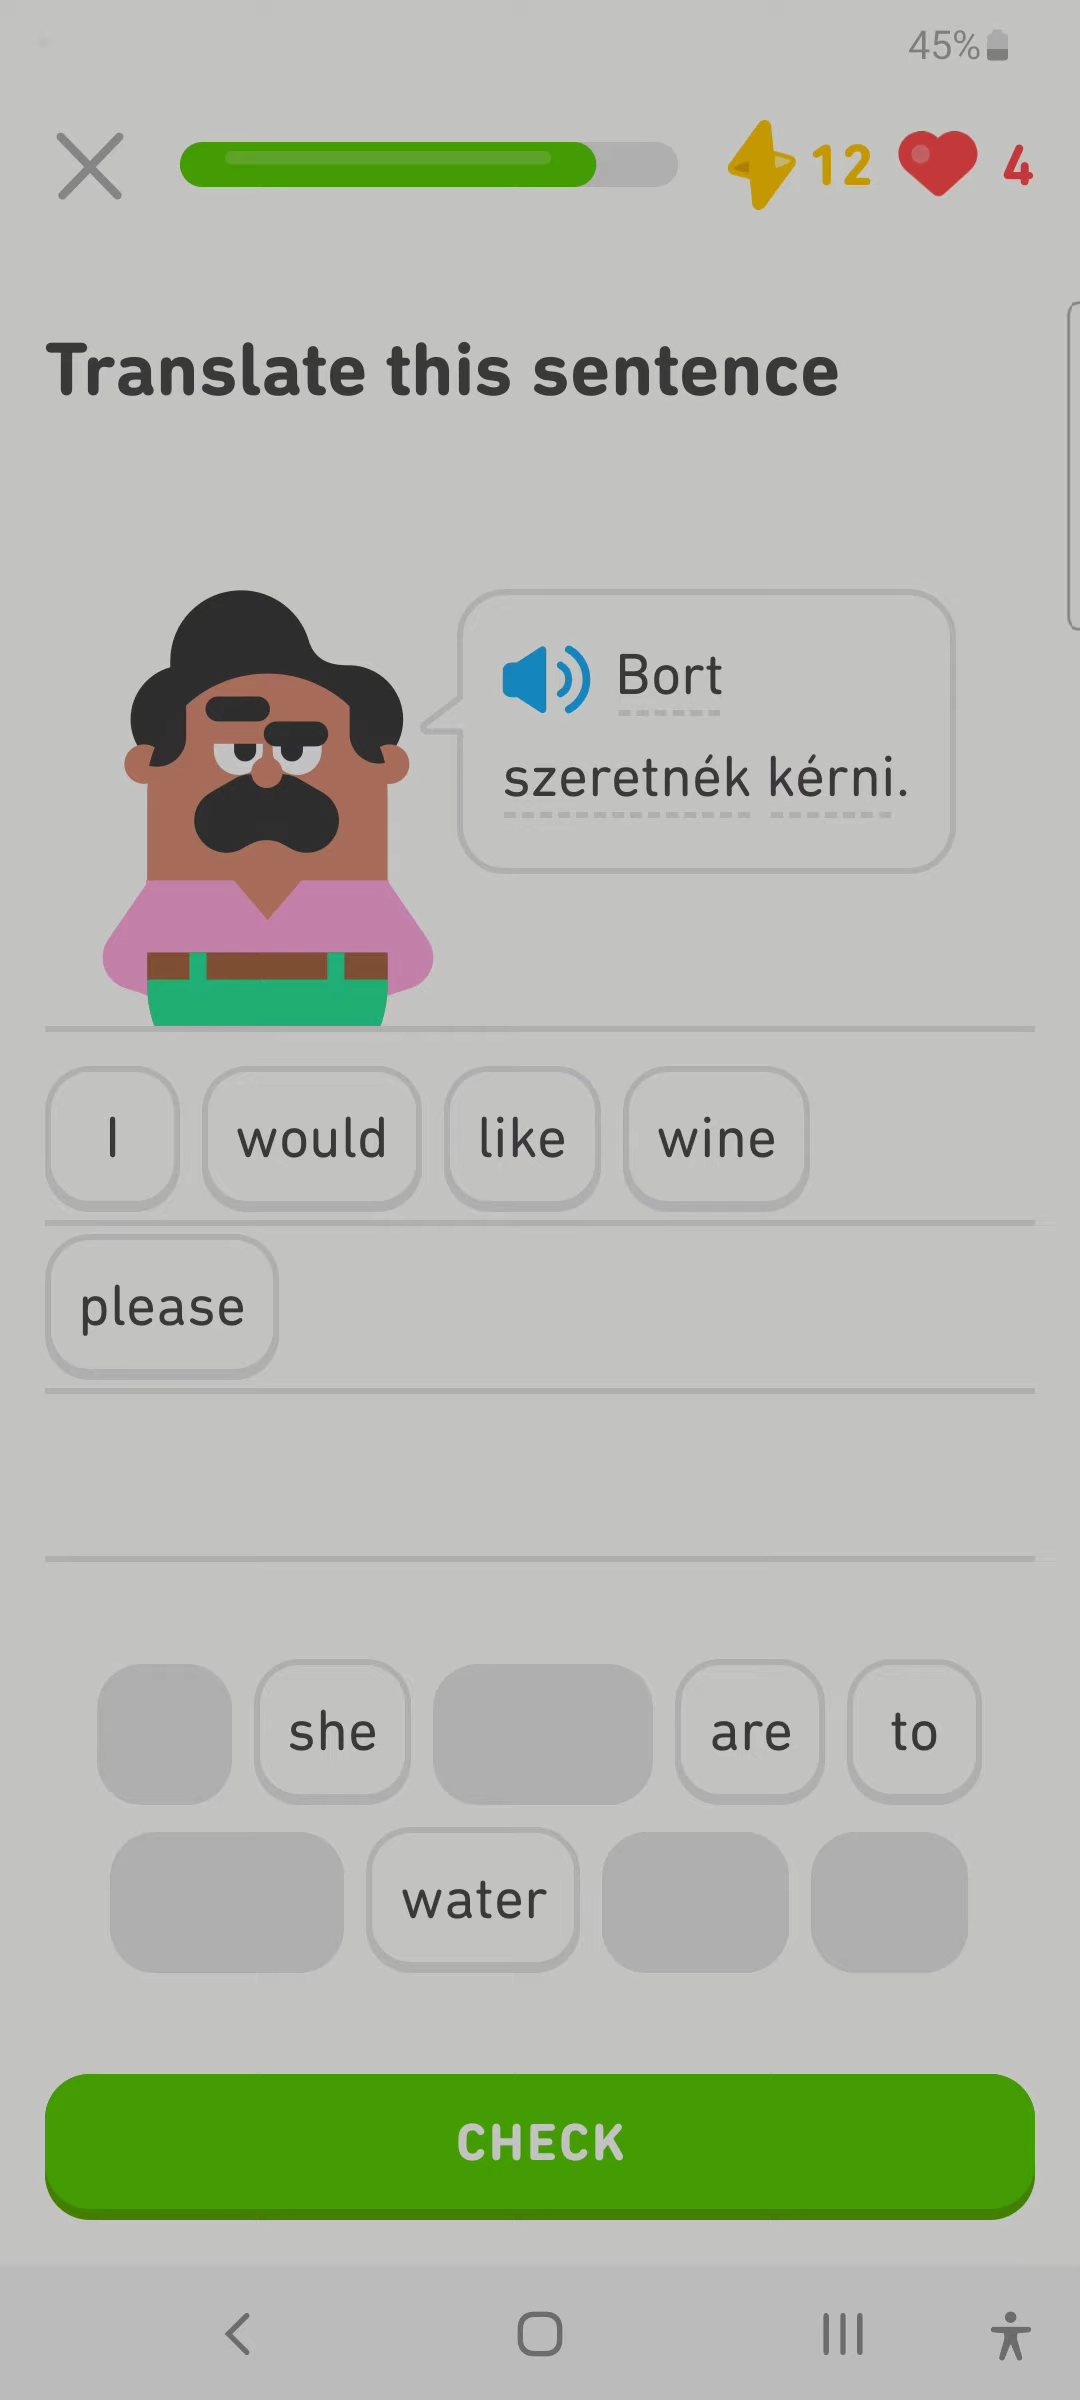 45%
12 4
Translate this sentence
Bort
szeretnék kérni.
I would like wine
please
she are to
water
CHECK